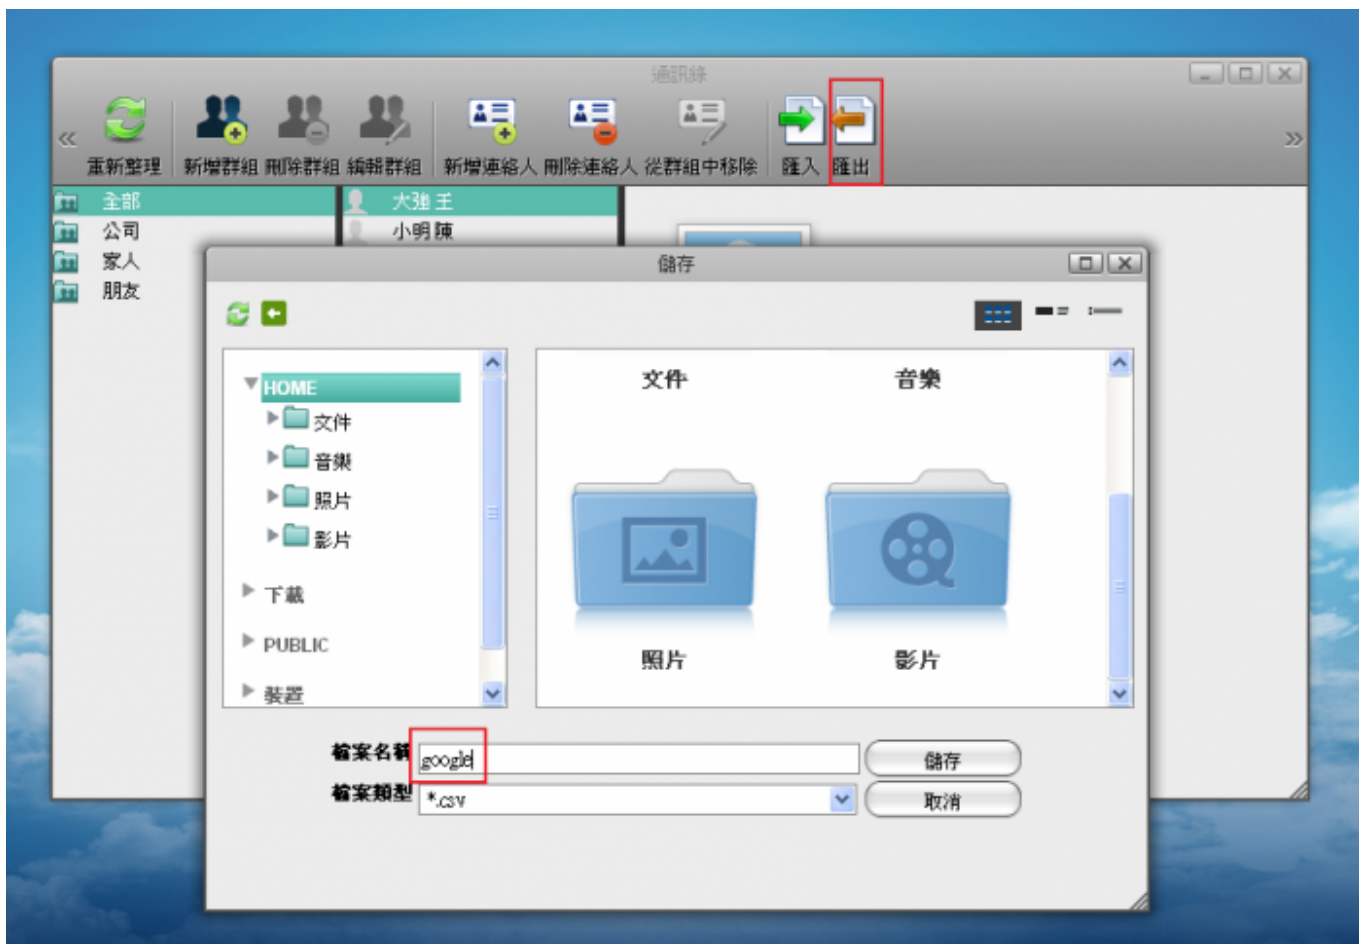 通訊錄
重新整理 新增群組 刪除群組 編輯群組 新增連絡人 刪除連絡人 從群組中移除 匯入 匯出
全部
公司
家人
朋友
大強 王
小明 陳
儲存
HOME
文件
音樂
照片
影片
下載
PUBLIC
裝置
文件 音樂
照片 影片
檔案名稱 google 儲存
檔案類型 *.csv 取消